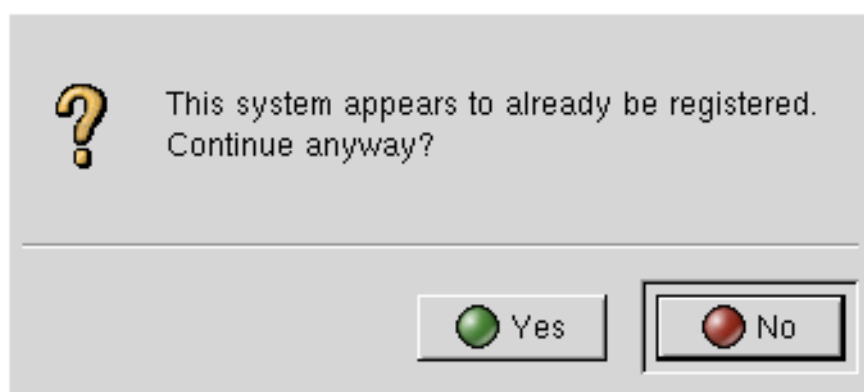 This system appears to already be registered.
Continue anyway?
Yes No